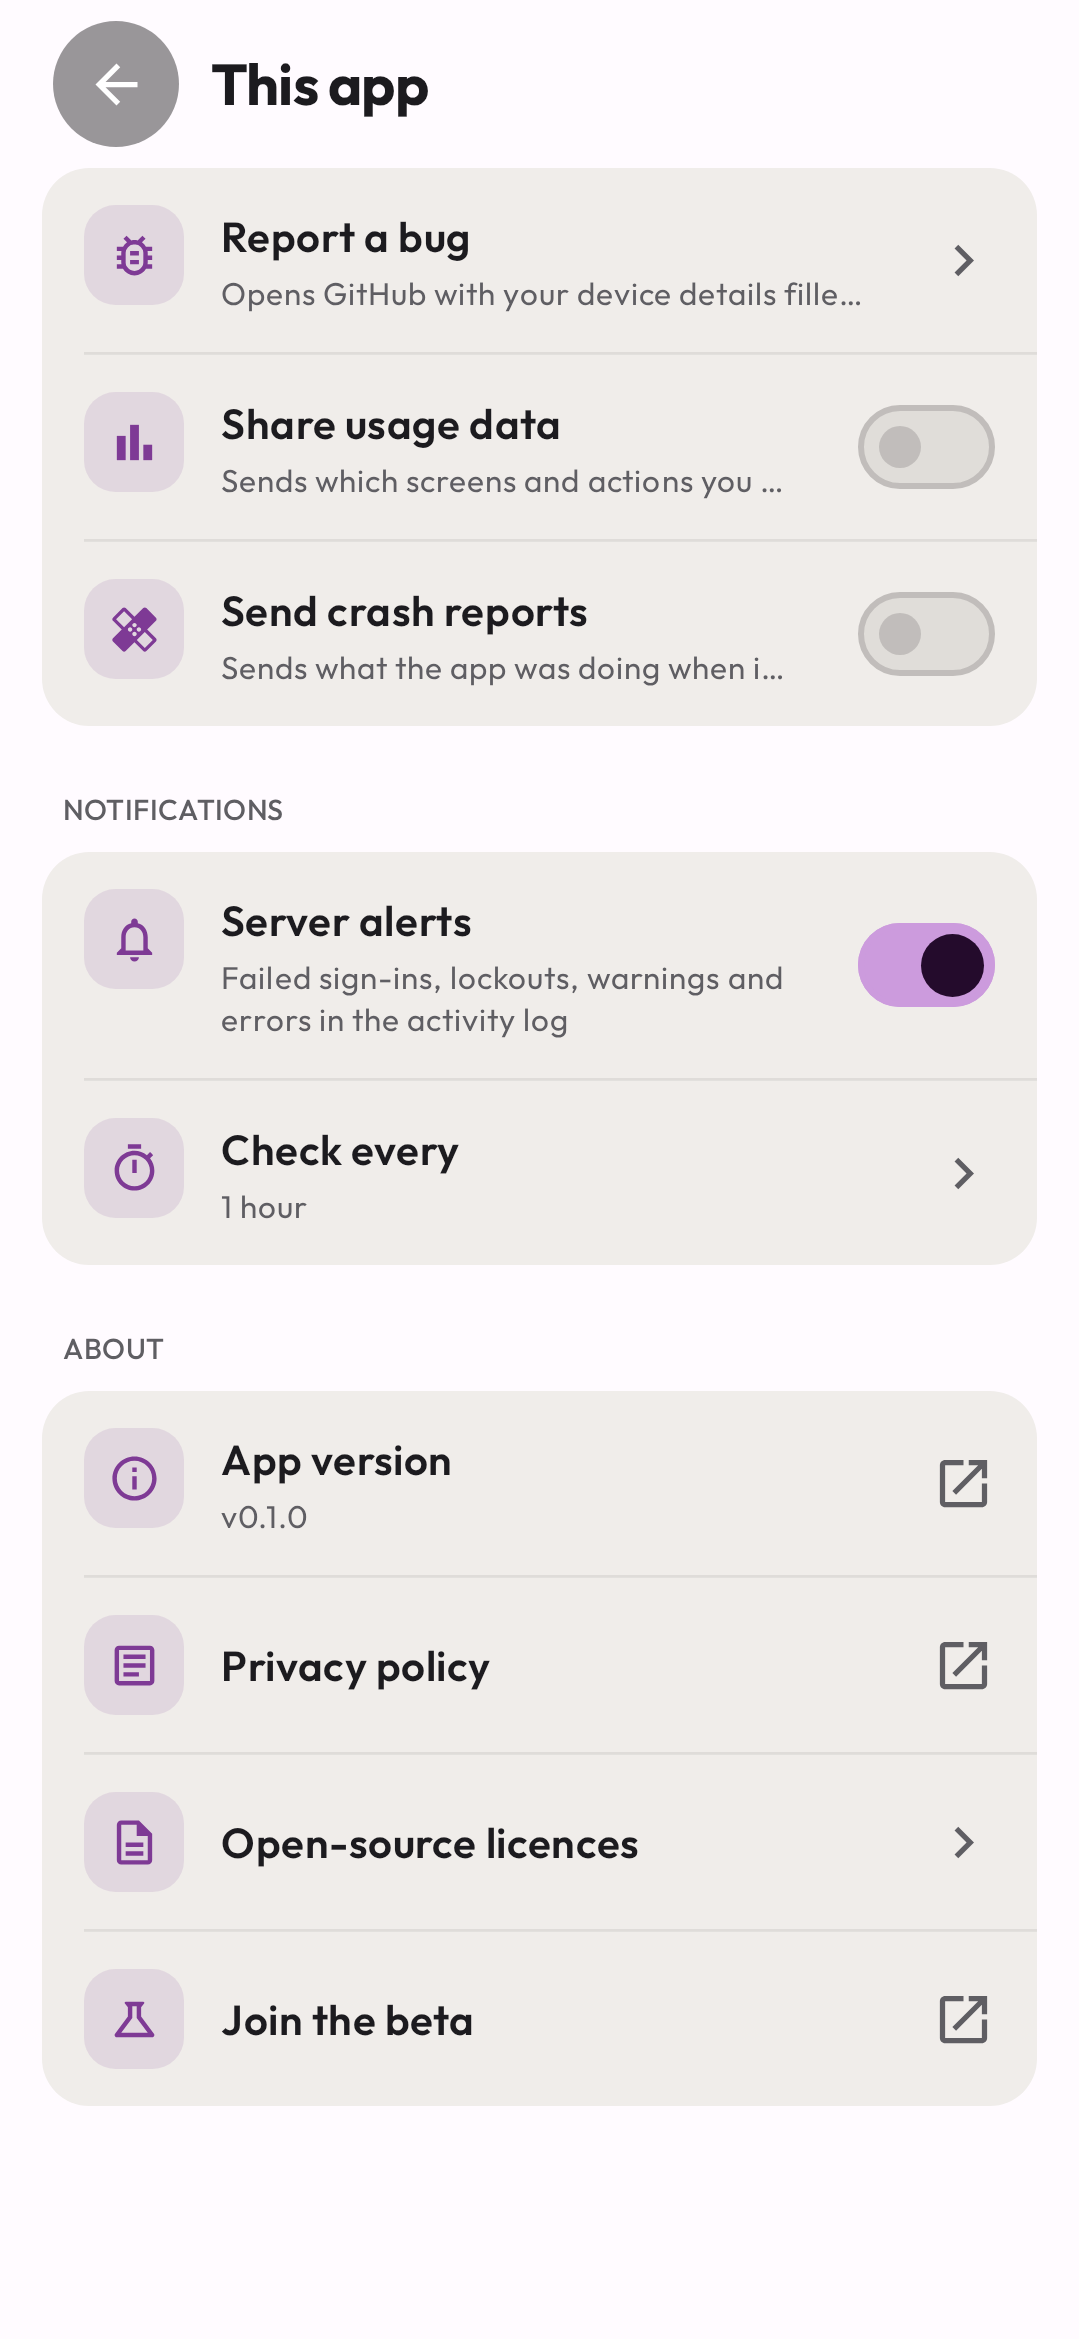 This app
Report a bug
Opens GitHub with your device details fille…
Share usage data
Sends which screens and actions you …
Send crash reports
Sends what the app was doing when i…
NOTIFICATIONS
Server alerts
Failed sign-ins, lockouts, warnings and
errors in the activity log
Check every
1 hour
ABOUT
App version
v0.1.0
Privacy policy
Open-source licences
Join the beta